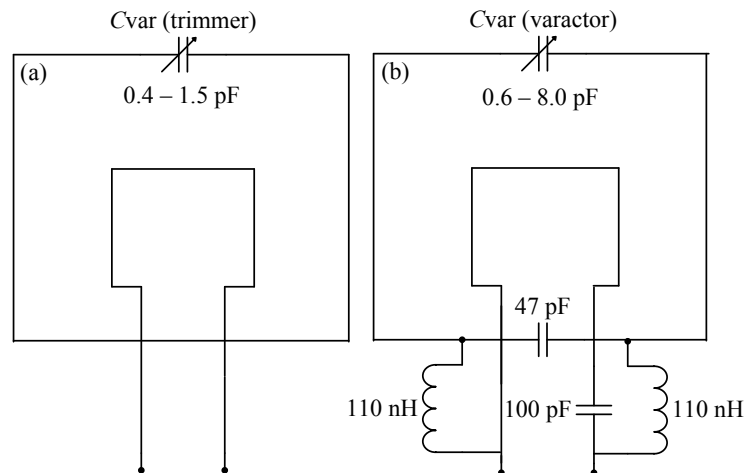 Cvar (trimmer)
(a)
0.4 – 1.5 pF
Cvar (varactor)
(b)
0.6 – 8.0 pF
47 pF
110 nH
100 pF
110 nH